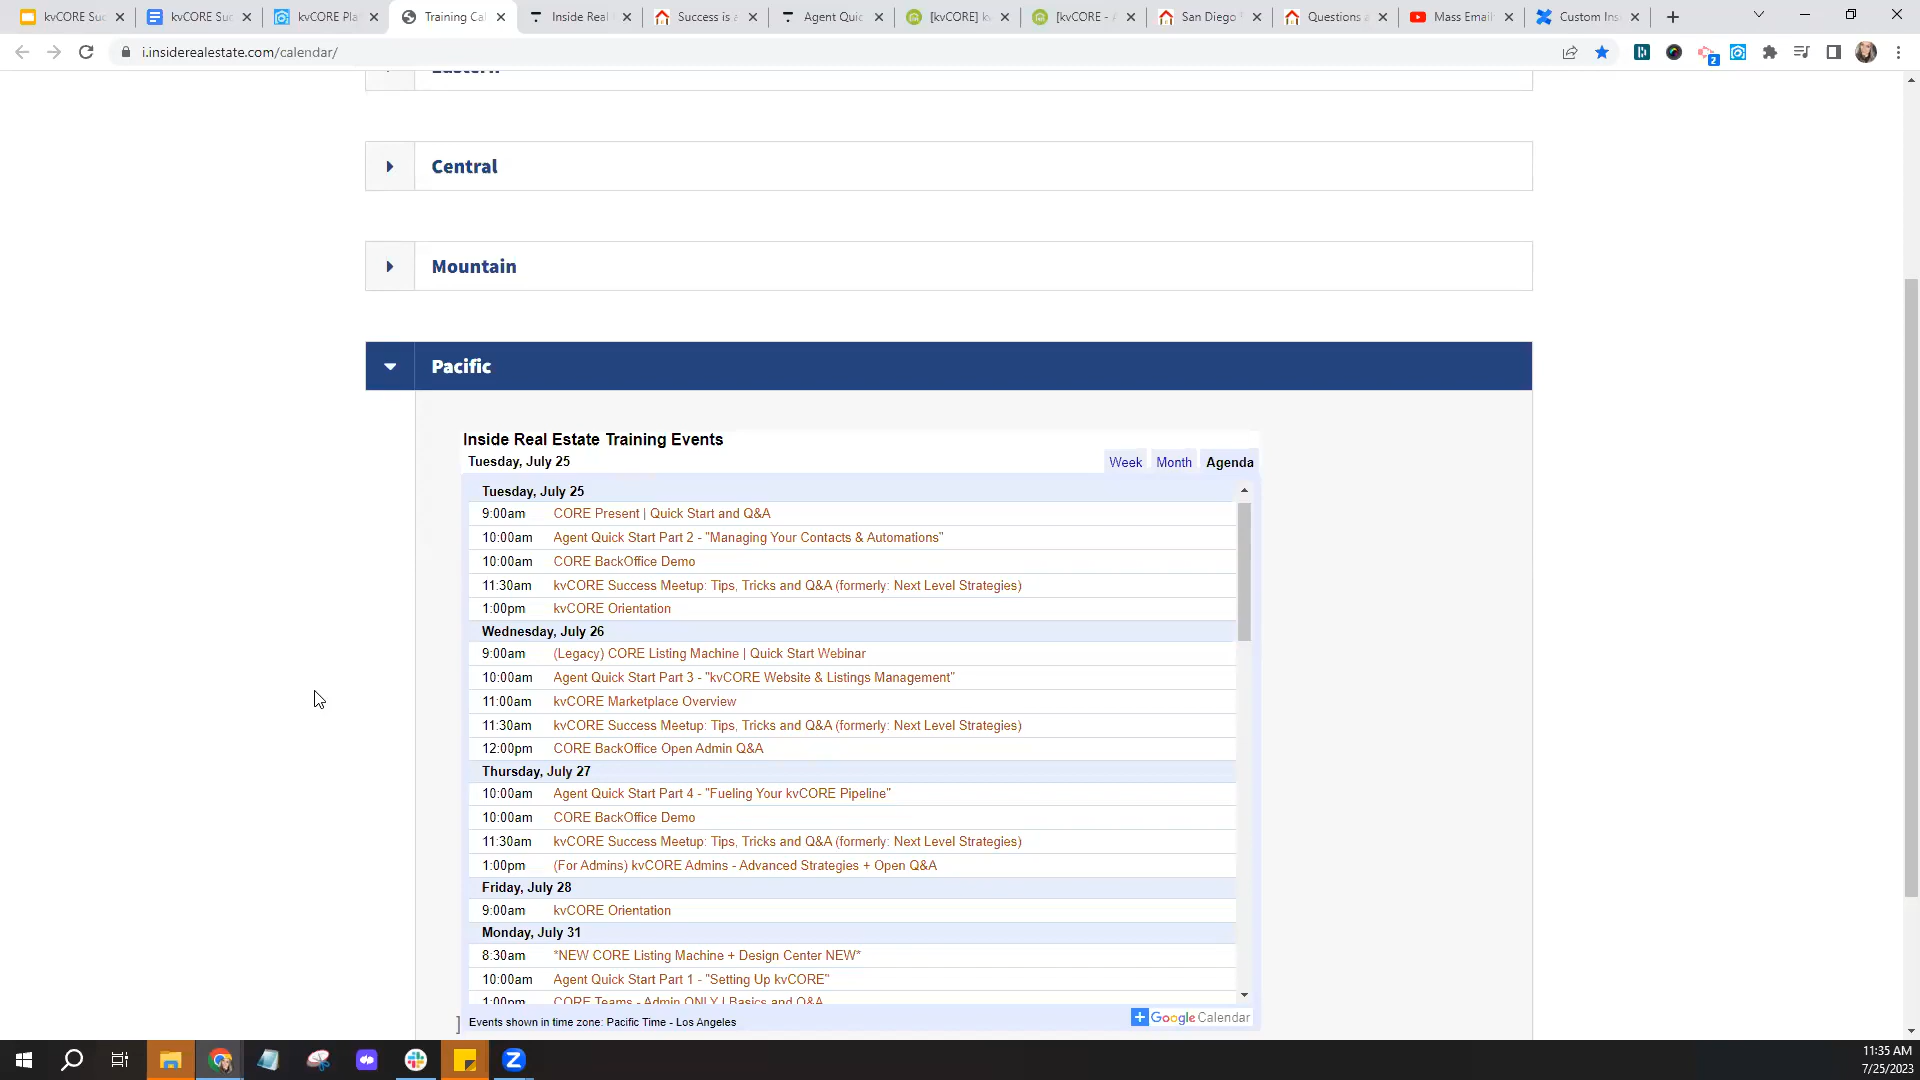 kvCORE Suc
kvCORE Suc
kvCORE Pla
Training Cal
Inside Real
Success is a
Agent Quic
[kvCORE] kv
[kvCORE - A
San Diego
Questions a
Mass Email
Custom Ins
i.insiderealestate.com/calendar/
2
Eastern
Central
Mountain
Pacific
Inside Real Estate Training Events
Tuesday, July 25
Week Month Agenda
Tuesday, July 25
9:00am CORE Present | Quick Start and Q&A
10:00am Agent Quick Start Part 2 - "Managing Your Contacts & Automations"
10:00am CORE BackOffice Demo
11:30am kvCORE Success Meetup: Tips, Tricks and Q&A (formerly: Next Level Strategies)
1:00pm kvCORE Orientation
Wednesday, July 26
9:00am (Legacy) CORE Listing Machine | Quick Start Webinar
10:00am Agent Quick Start Part 3 - "kvCORE Website & Listings Management"
11:00am kvCORE Marketplace Overview
11:30am kvCORE Success Meetup: Tips, Tricks and Q&A (formerly: Next Level Strategies)
12:00pm CORE BackOffice Open Admin Q&A
Thursday, July 27
10:00am Agent Quick Start Part 4 - "Fueling Your kvCORE Pipeline"
10:00am CORE BackOffice Demo
11:30am kvCORE Success Meetup: Tips, Tricks and Q&A (formerly: Next Level Strategies)
1:00pm (For Admins) kvCORE Admins - Advanced Strategies + Open Q&A
Friday, July 28
9:00am kvCORE Orientation
Monday, July 31
8:30am *NEW CORE Listing Machine + Design Center NEW*
10:00am Agent Quick Start Part 1 - "Setting Up kvCORE"
1:00pm CORE Teams - Admin ONLY | Basics and Q&A
] Events shown in time zone: Pacific Time - Los Angeles
Google Calendar
11:35 AM
7/25/2023